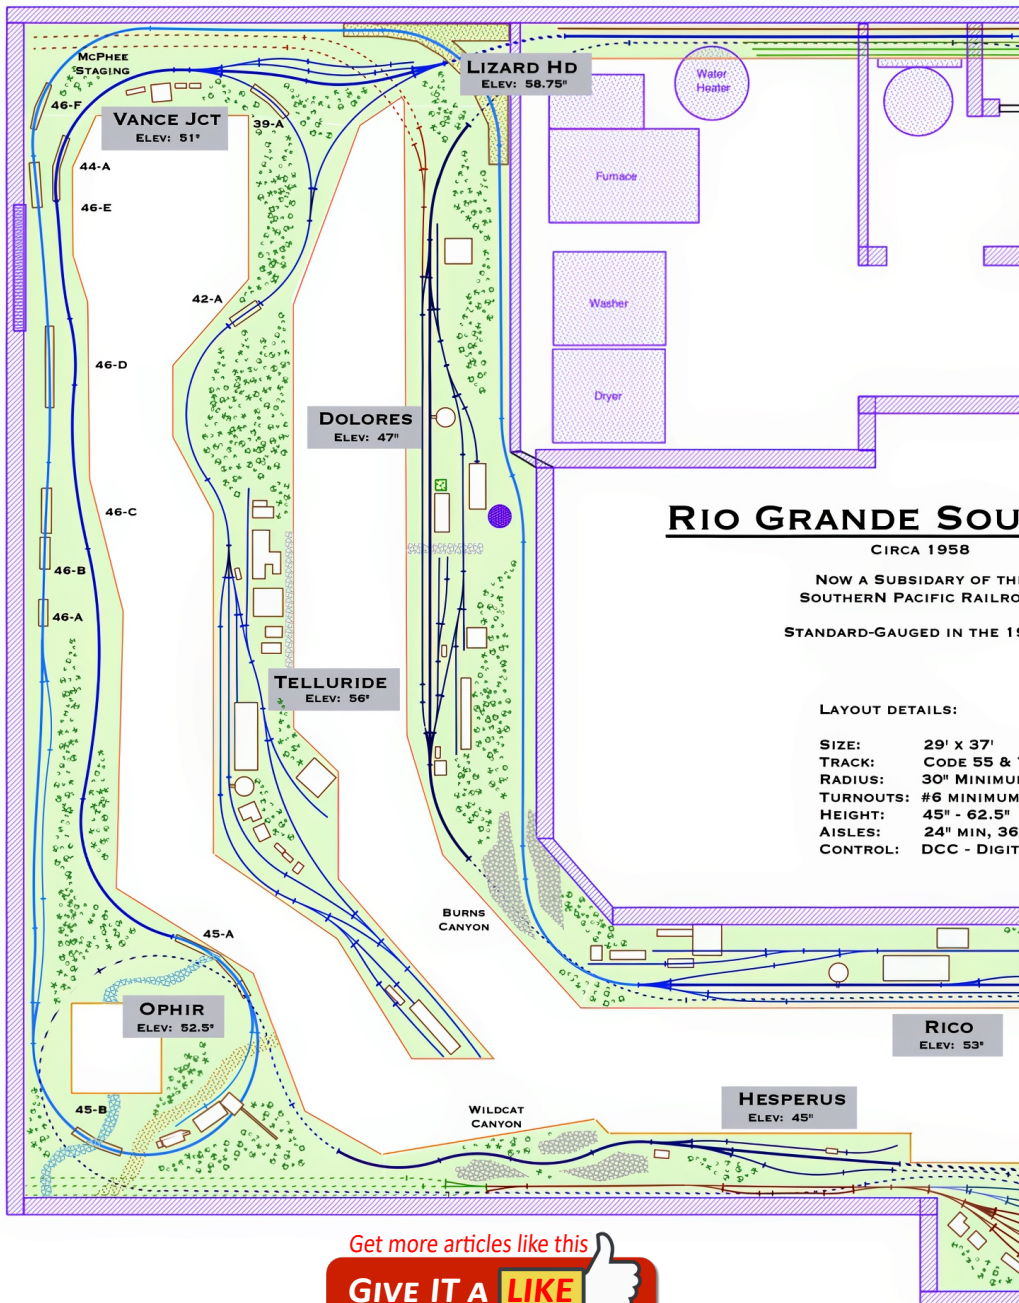 McPhee
Staging
46-F
Vance Jct
Elev: 51"
39-A
44-A
46-E
42-A
46-D
46-C
46-B
46-A
Lizard Hd
Elev: 58.75"
Water
Heater
Furnace
Washer
Dryer
Dolores
Elev: 47"
Telluride
Elev: 56"
Rio Grande Sou
Circa 1958
Now a Subsidary of th
Southern Pacific Railro
Standard-Gauged in the 19
Layout details:
Size: 29' x 37'
Track: Code 55 &
Radius: 30" Minimu
Turnouts: #6 minimum
Height: 45" - 62.5"
Aisles: 24" min, 36
Control: DCC - Digit
Burns
Canyon
45-A
Ophir
Elev: 52.5"
45-B
Rico
Elev: 53"
Wildcat
Canyon
Hesperus
Elev: 45"
Get more articles like this
Give IT a LIKE